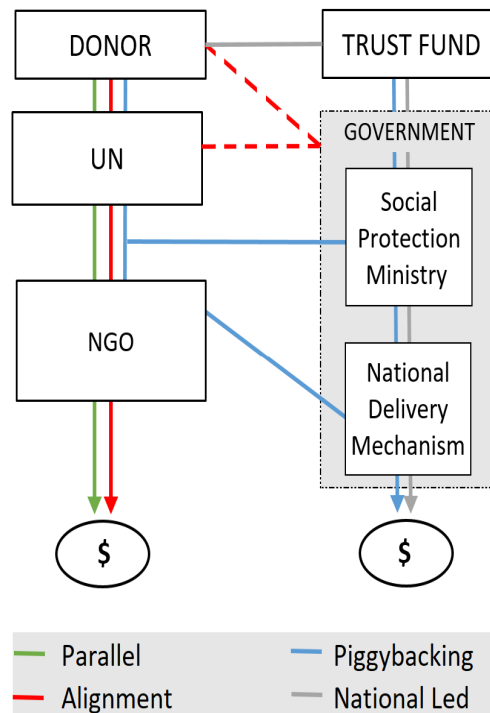 DONOR
TRUST FUND
UN
GOVERNMENT
Social
Protection
Ministry
NGO
National
Delivery
Mechanism
$
$
Parallel
Piggybacking
Alignment
National Led